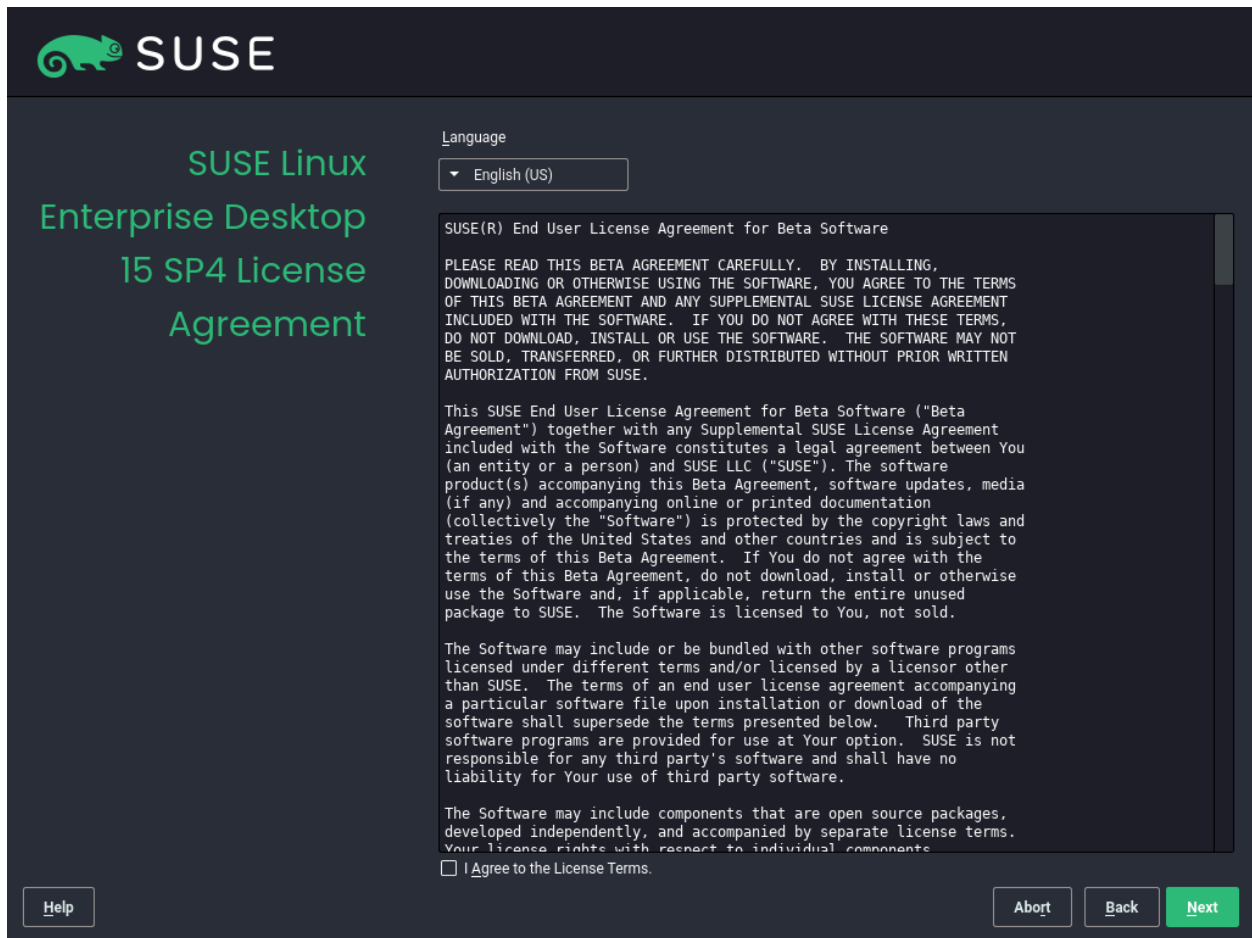 SUSE
SUSE Linux
Enterprise Desktop
15 SP4 License
Agreement
Language
English (US)
SUSE(R) End User License Agreement for Beta Software
PLEASE READ THIS BETA AGREEMENT CAREFULLY.  BY INSTALLING,
DOWNLOADING OR OTHERWISE USING THE SOFTWARE, YOU AGREE TO THE TERMS
OF THIS BETA AGREEMENT AND ANY SUPPLEMENTAL SUSE LICENSE AGREEMENT
INCLUDED WITH THE SOFTWARE.  IF YOU DO NOT AGREE WITH THESE TERMS,
DO NOT DOWNLOAD, INSTALL OR USE THE SOFTWARE.  THE SOFTWARE MAY NOT
BE SOLD, TRANSFERRED, OR FURTHER DISTRIBUTED WITHOUT PRIOR WRITTEN
AUTHORIZATION FROM SUSE.
This SUSE End User License Agreement for Beta Software ("Beta
Agreement") together with any Supplemental SUSE License Agreement
included with the Software constitutes a legal agreement between You
(an entity or a person) and SUSE LLC ("SUSE"). The software
product(s) accompanying this Beta Agreement, software updates, media
(if any) and accompanying online or printed documentation
(collectively the "Software") is protected by the copyright laws and
treaties of the United States and other countries and is subject to
the terms of this Beta Agreement.  If You do not agree with the
terms of this Beta Agreement, do not download, install or otherwise
use the Software and, if applicable, return the entire unused
package to SUSE.  The Software is licensed to You, not sold.
The Software may include or be bundled with other software programs
licensed under different terms and/or licensed by a licensor other
than SUSE.  The terms of an end user license agreement accompanying
a particular software file upon installation or download of the
software shall supersede the terms presented below.   Third party
software programs are provided for use at Your option.  SUSE is not
responsible for any third party's software and shall have no
liability for Your use of third party software.
The Software may include components that are open source packages,
developed independently, and accompanied by separate license terms.
Your license rights with respect to individual components
I Agree to the License Terms.
Help
Abort
Back
Next